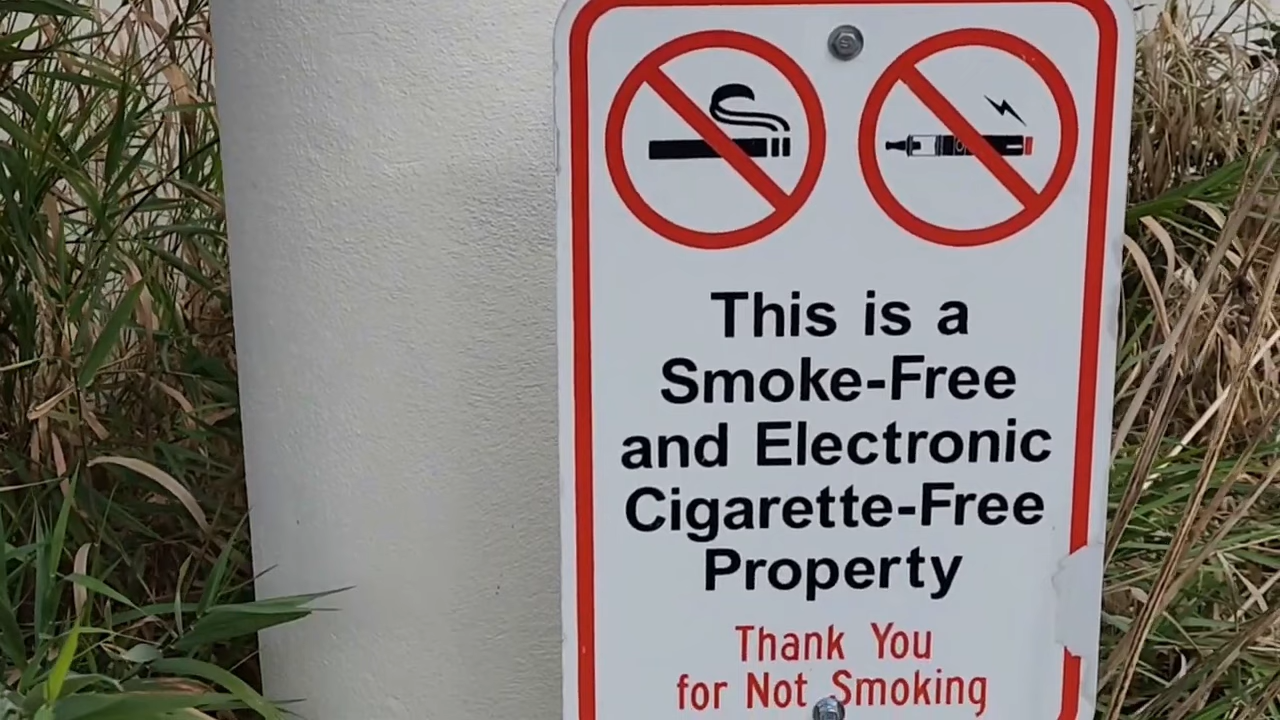 This is a
Smoke-Free
and Electronic
Cigarette-Free
Property
Thank You
for Not Smoking